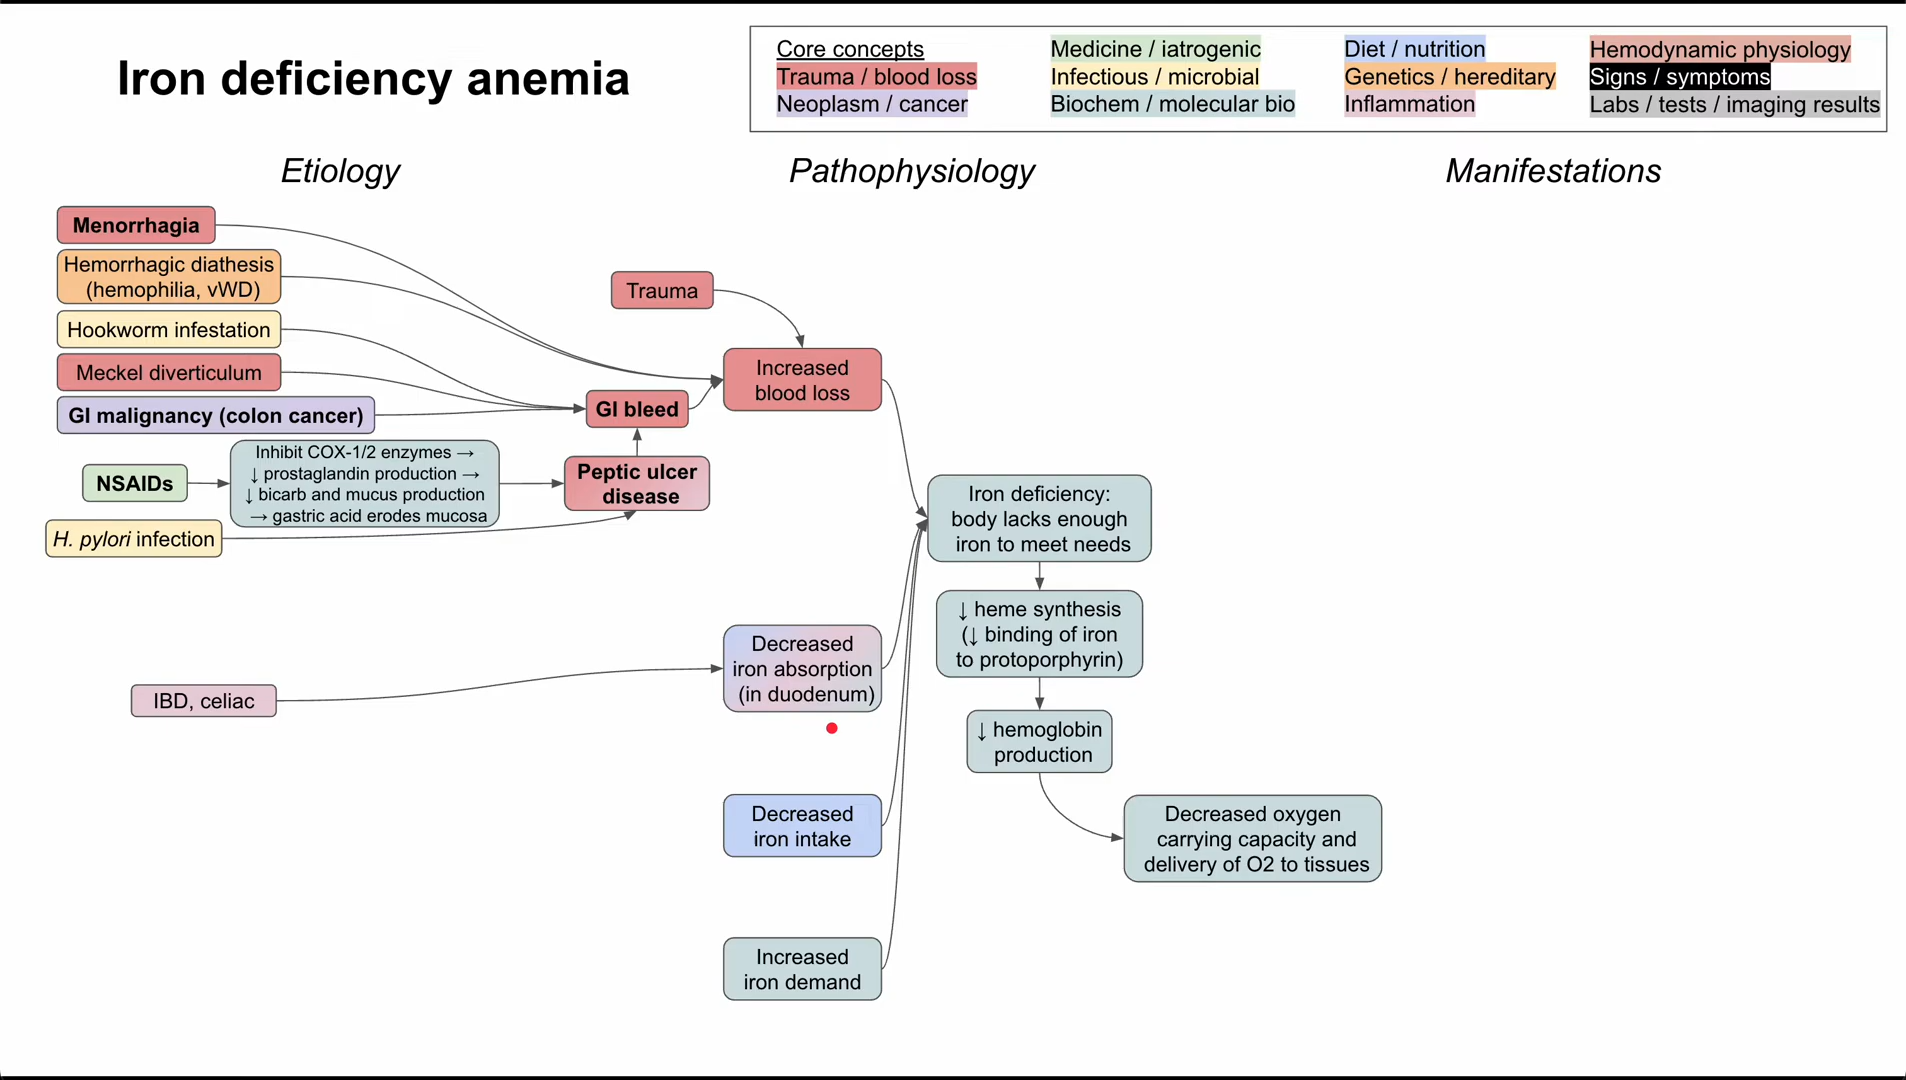 Iron deficiency anemia
Core concepts
Trauma / blood loss
Neoplasm / cancer
Medicine / iatrogenic
Infectious / microbial
Biochem / molecular bio
Diet / nutrition
Genetics / hereditary
Inflammation
Hemodynamic physiology
Signs / symptoms
Labs / tests / imaging results
Etiology
Pathophysiology
Manifestations
Menorrhagia
Hemorrhagic diathesis
(hemophilia, vWD)
Hookworm infestation
Meckel diverticulum
GI malignancy (colon cancer)
NSAIDs
Inhibit COX-1/2 enzymes →
↓ prostaglandin production →
↓ bicarb and mucus production
→ gastric acid erodes mucosa
H. pylori infection
IBD, celiac
Trauma
GI bleed
Peptic ulcer
disease
Increased
blood loss
Decreased
iron absorption
(in duodenum)
Decreased
iron intake
Increased
iron demand
Iron deficiency:
body lacks enough
iron to meet needs
↓ heme synthesis
(↓ binding of iron
to protoporphyrin)
↓ hemoglobin
production
Decreased oxygen
carrying capacity and
delivery of O2 to tissues